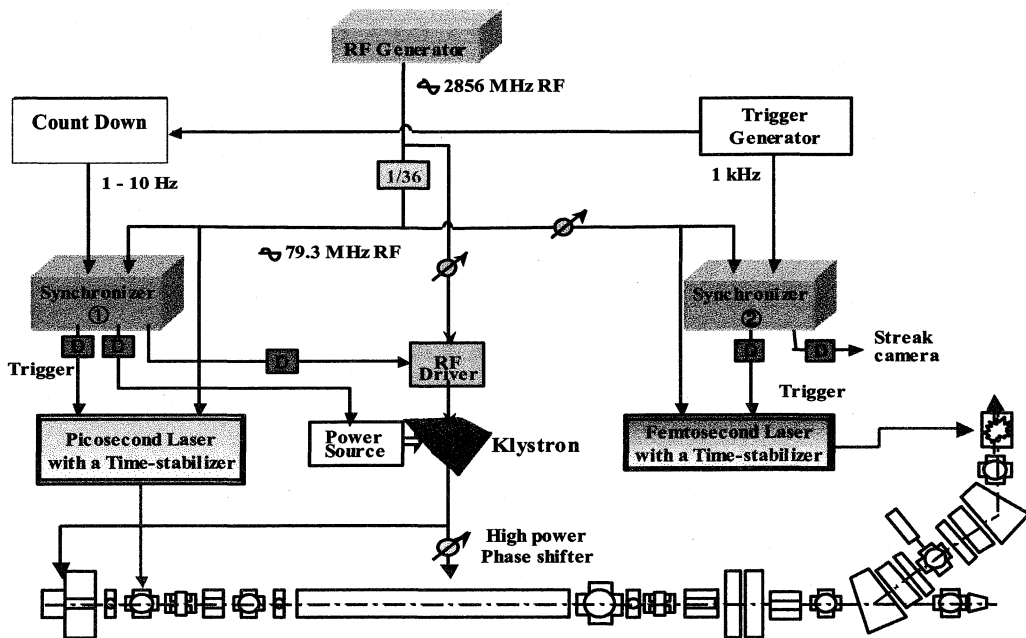 RF Generator
2856 MHz RF
Count Down
Trigger
Generator
1 - 10 Hz
1/36
1 kHz
79.3 MHz RF
Synchronizer
①
Synchronizer
②
D
D
D
D
D
Streak
camera
Trigger
RF
Driver
Trigger
Picosecond Laser
with a Time-stabilizer
Power
Source
Klystron
Femtosecond Laser
with a Time-stabilizer
High power
Phase shifter